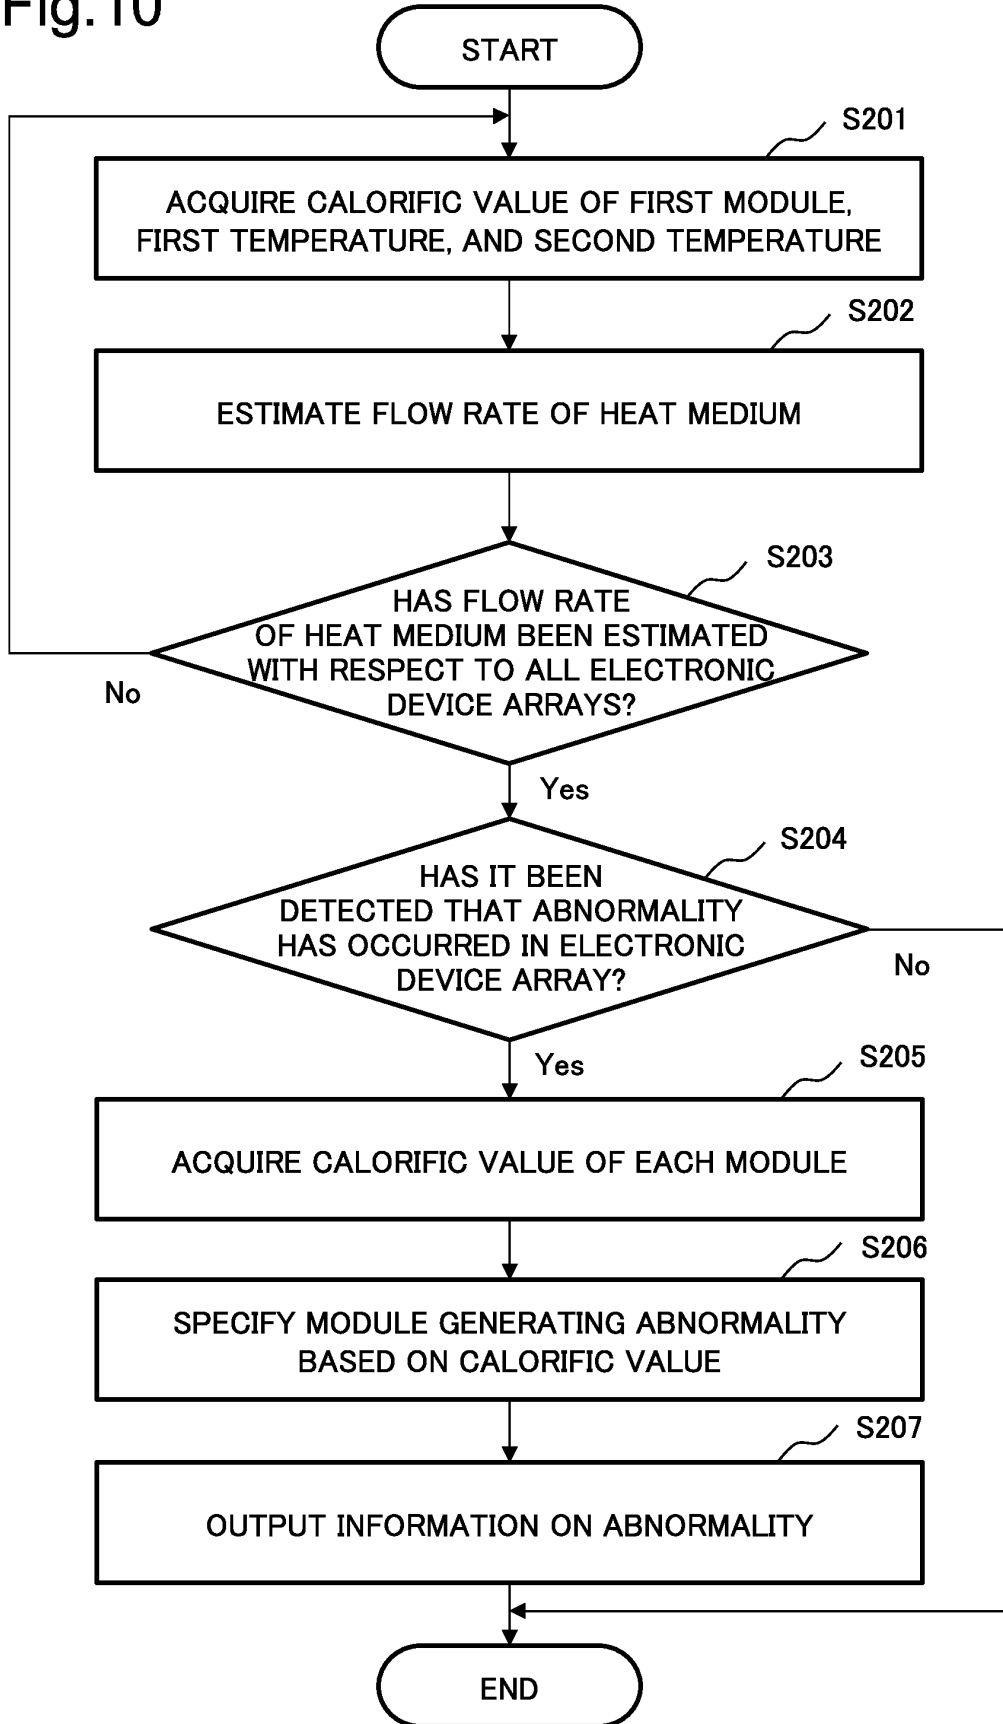 Fig.10
START
S201
ACQUIRE CALORIFIC VALUE OF FIRST MODULE,
FIRST TEMPERATURE, AND SECOND TEMPERATURE
S202
ESTIMATE FLOW RATE OF HEAT MEDIUM
S203
HAS FLOW RATE
OF HEAT MEDIUM BEEN ESTIMATED
WITH RESPECT TO ALL ELECTRONIC
DEVICE ARRAYS?
No
Yes
S204
HAS IT BEEN
DETECTED THAT ABNORMALITY
HAS OCCURRED IN ELECTRONIC
DEVICE ARRAY?
No
Yes
S205
ACQUIRE CALORIFIC VALUE OF EACH MODULE
S206
SPECIFY MODULE GENERATING ABNORMALITY
BASED ON CALORIFIC VALUE
S207
OUTPUT INFORMATION ON ABNORMALITY
END